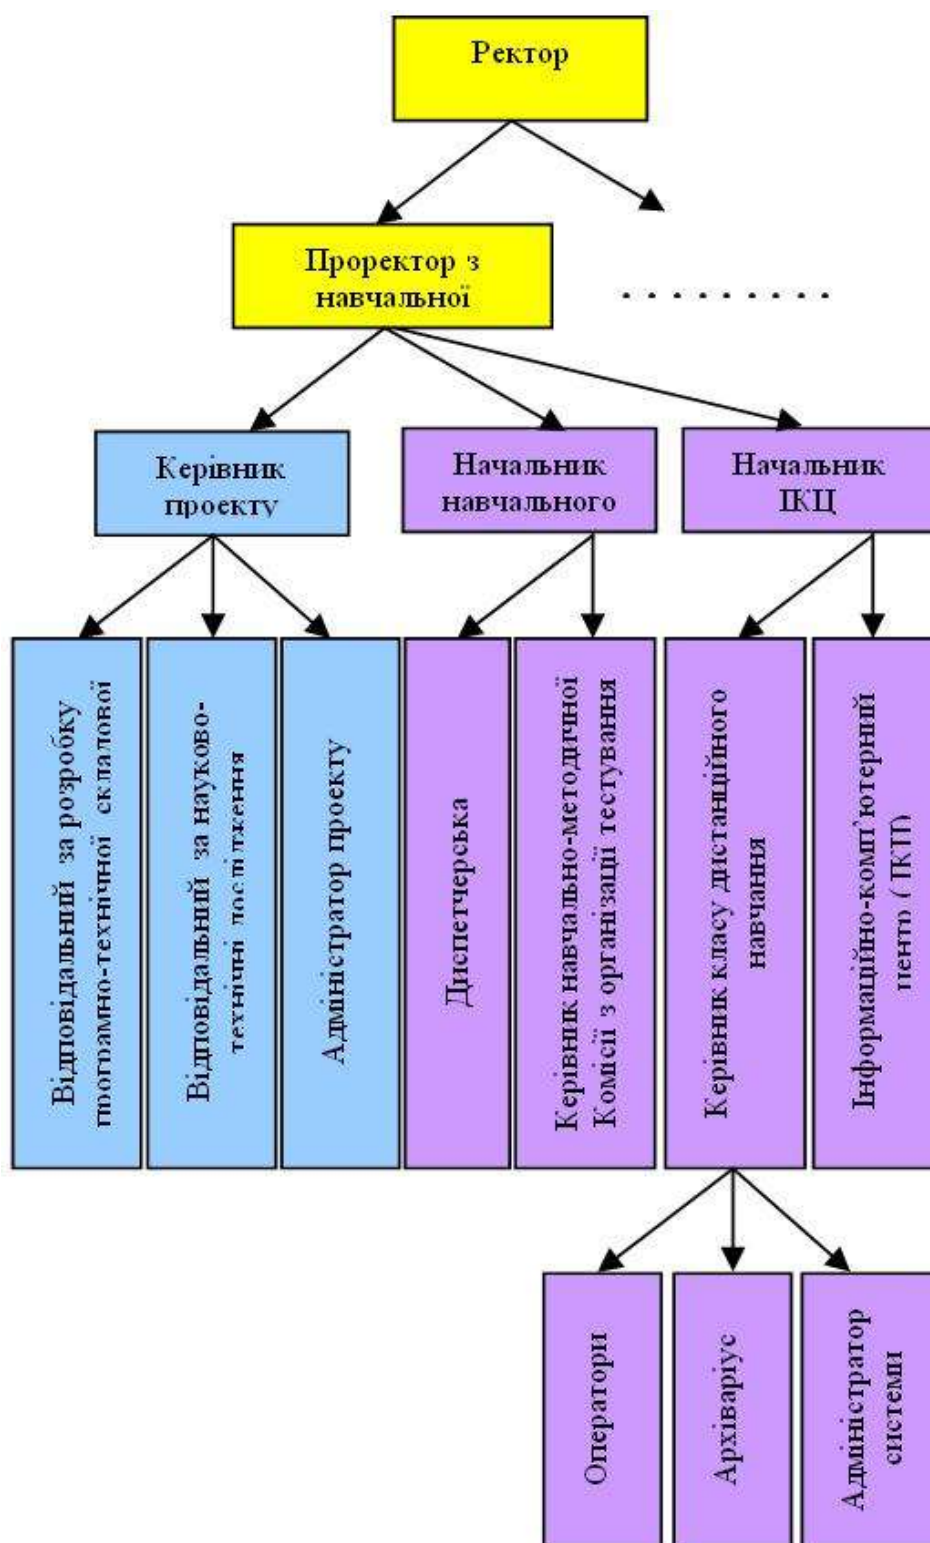 Ректор
Проректор з
навчальної
. . . . . . . . .
Керівник
проекту
Начальник
навчального
Начальник
ІКЦ
Відповідальний за розробку
програмно-технічної складової
Відповідальний за науково-
технічні дослідження
Адміністратор проекту
Диспетчерська
Керівник навчально-методичної
Комісії з організації тестування
Керівник класу дистанційного
навчання
Інформаційно-комп'ютерний
центр ( ІКЦ)
Оператори
Архіваріус
Адміністратор
системи